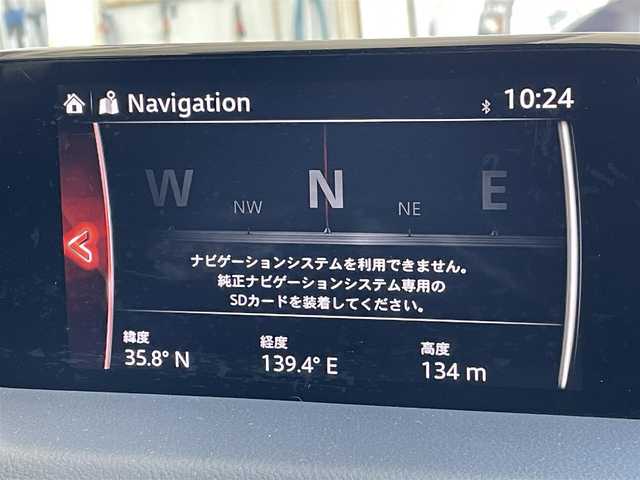 Navigation
10:24
W NW N NE E
ナビゲーションシステムを利用できません。
純正ナビゲーションシステム専用の
SDカードを装着してください。
緯度 経度 高度
35.8° N 139.4° E 134 m